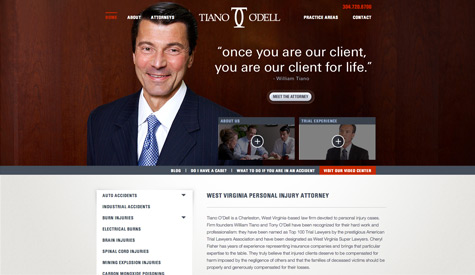 304.720.6700
HOME
ABOUT
ATTORNEYS
TIANO O'DELL
PRACTICE AREAS
CONTACT
"once you are our client,
you are our client for life."
- William Tiano
MEET THE ATTORNEY
ABOUT US
TRIAL EXPERIENCE
BLOG | DO I HAVE A CASE? | WHAT TO DO IF YOU ARE IN AN ACCIDENT | VISIT OUR VIDEO CENTER
AUTO ACCIDENTS
INDUSTRIAL ACCIDENTS
BURN INJURIES
ELECTRICAL BURNS
BRAIN INJURIES
SPINAL CORD INJURIES
MINING EXPLOSION INJURIES
CARBON MONOXIDE POISONING
WEST VIRGINIA PERSONAL INJURY ATTORNEY
Tiano O'Dell is a Charleston, West Virginia-based law firm devoted to personal injury cases.
Firm founders William Tiano and Tony O'Dell have been recognized for their hard work and
professionalism: they have been named as Top 100 Trial Lawyers by the prestigious American
Trial Lawyers Association and have been designated as West Virginia Super Lawyers. Cheryl
Fisher has years of experience representing insurance companies and brings that particular
expertise to the table. They truly believe that injured clients deserve to be compensated for
harm imposed by the negligence of others and the families of deceased victims should be
properly and generously compensated for their losses.